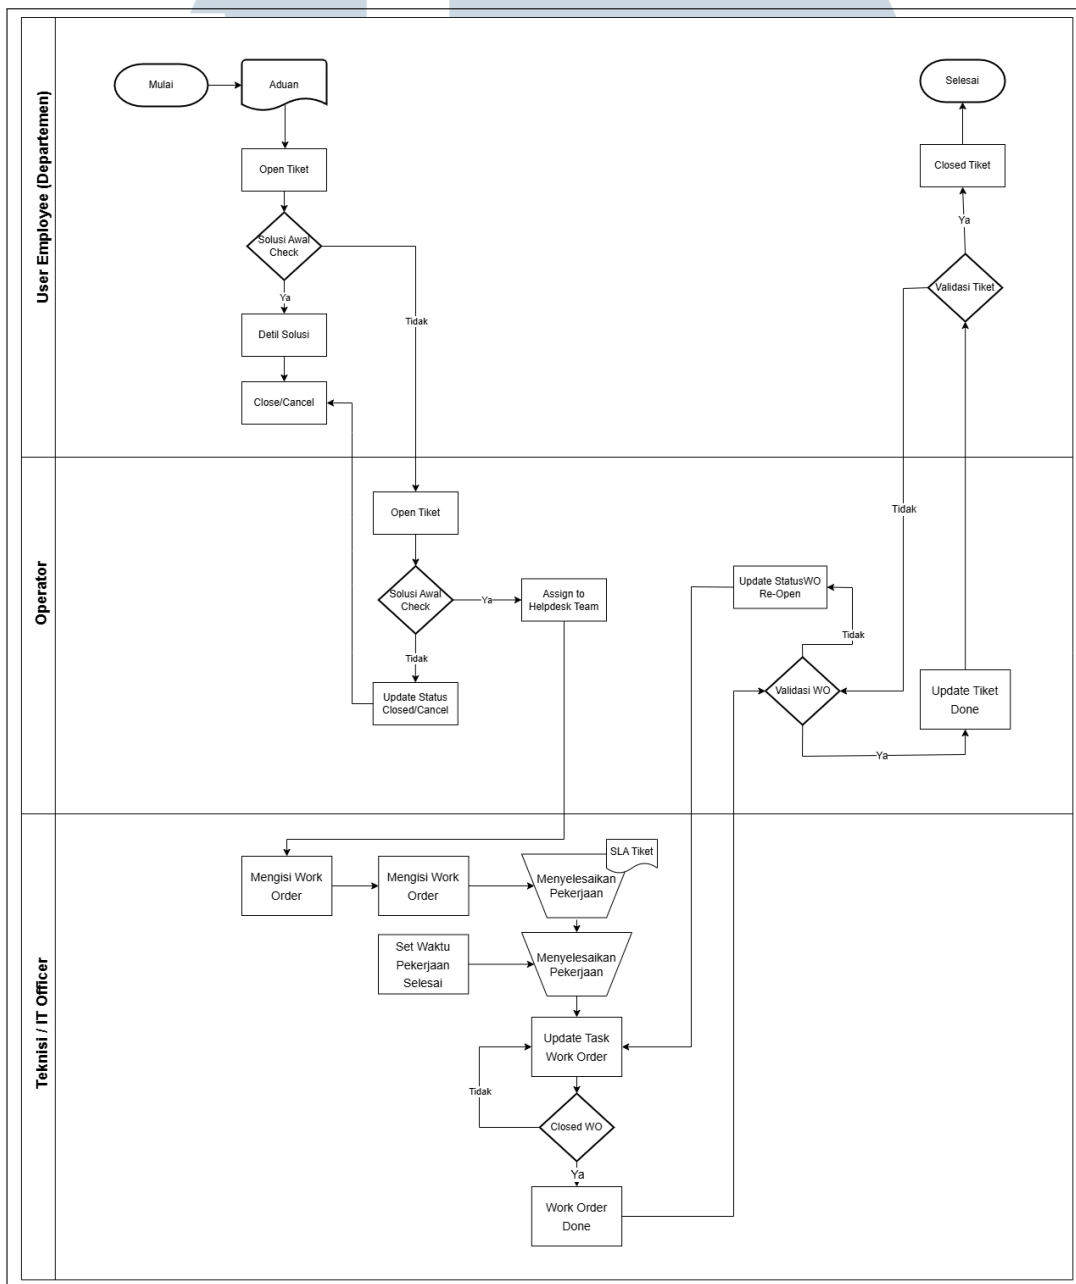 User Employee (Departemen)
Mulai
Aduan
Open Tiket
Solusi Awal
Check
Ya
Tidak
Detil Solusi
Close/Cancel
Selesai
Closed Tiket
Ya
Validasi Tiket
Operator
Open Tiket
Solusi Awal
Check
Ya
Assign to
Helpdesk Team
Tidak
Update Status
Closed/Cancel
Tidak
Update StatusWO
Re-Open
Tidak
Validasi WO
Update Tiket
Done
Ya
Teknisi / IT Officer
Mengisi Work
Order
Mengisi Work
Order
SLA Tiket
Menyelesaikan
Pekerjaan
Set Waktu
Pekerjaan
Selesai
Menyelesaikan
Pekerjaan
Update Task
Work Order
Tidak
Closed WO
Ya
Work Order
Done